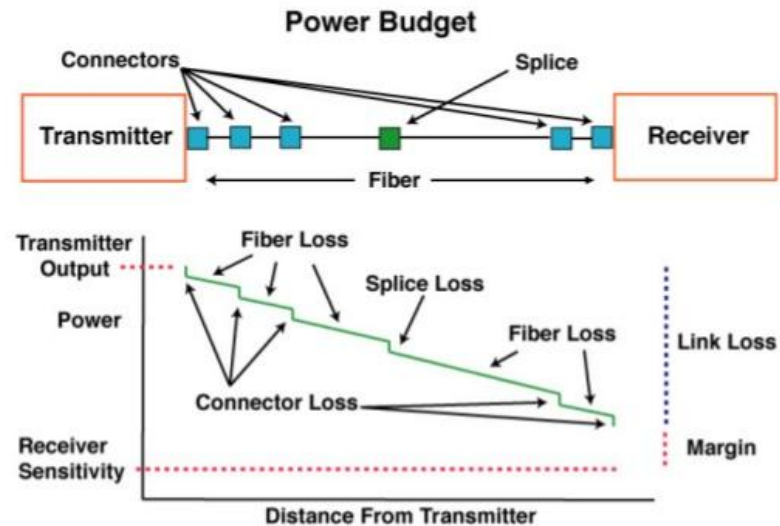 Power Budget
Connectors
Splice
Transmitter
Receiver
Fiber
Transmitter
Output
Fiber Loss
Splice Loss
Power
Fiber Loss
Link Loss
Connector Loss
Receiver
Sensitivity
Margin
Distance From Transmitter